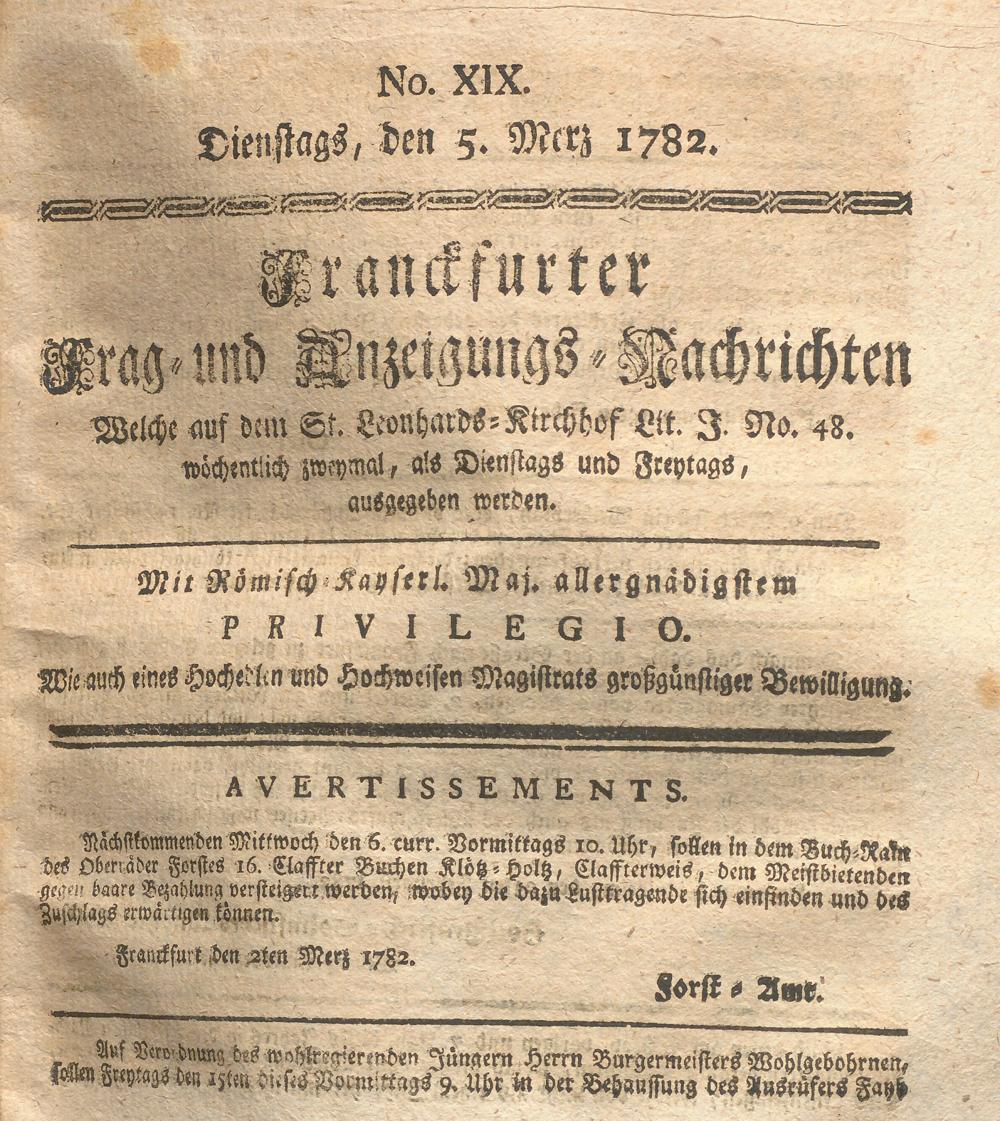 No. XIX.
Dienstags, den 5. Merz 1782.
Franckfurter
Frag-und Anzeigungs-Nachrichten
Welche auf dem St. Leonhards-Kirchhof Lit. J. No. 48.
wöchentlich zweymal, als Dienstags und Freytags,
ausgegeben werden.
Mit Römisch-Kayserl. Maj. allergnädigstem
PRIVILEGIO.
Wie auch eines Hochedlen und Hochweisen Magistrats großgünstiger Bewilligung.
AVERTISSEMENTS.
Nächstkommenden Mittwoch den 6. curr. Vormittags 10. Uhr, sollen in dem Buch-Rain
des Oberräder Forstes 16. Claffter Buchen Klötz-Holtz, Claffterweis, dem Meistbietenden
gegen baare Bezahlung versteigert werden, wobey die dazu Lusttragende sich einfinden und des
Zuschlags erwärtigen können.
Franckfurt den 2ten Merz 1782.
Forst-Amt.
Auf Verordnung des wohlregierenden Jüngern Herrn Burgermeisters Wohlgebohrnen,
sollen Freytags den 15ten dieses Vormittags 9. Uhr in der Behaussung des Ausrüfers Fayh